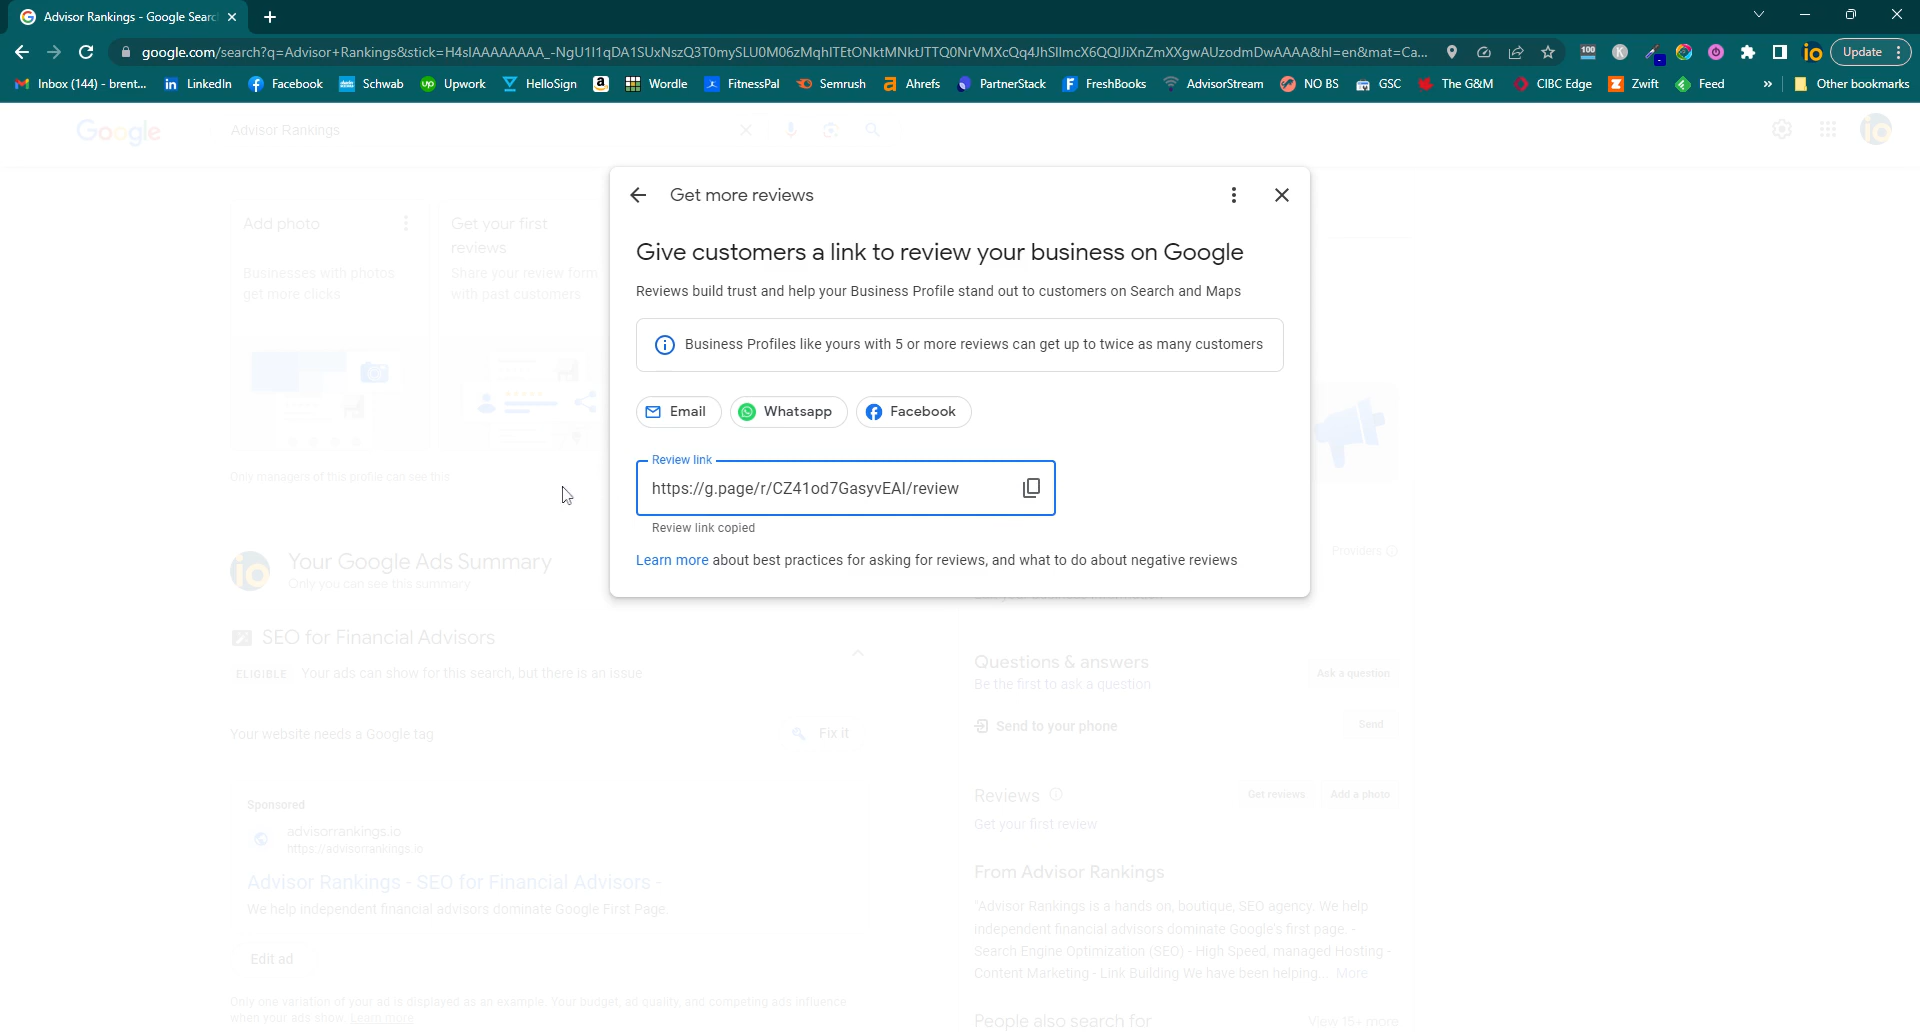 Advisor Rankings - Google Searc
google.com/search?q=Advisor+Rankings&stick=H4sIAAAAAAAA_-NgU1I1qDA1SUxNszQ3T0mySLU0M06zMqhITEtONktMNktJTTQ0NrVMXcQq4JhSllmcX6QQlJiXnZmXXgwAUzodmDwAAAA&hl=en&mat=Ca...
100
io
Update
Inbox (144) - brent...
LinkedIn
Facebook
Schwab
Upwork
HelloSign
Wordle
FitnessPal
Semrush
Ahrefs
PartnerStack
FreshBooks
AdvisorStream
NO BS
GSC
The G&M
CIBC Edge
Zwift
Feed
»
Other bookmarks
Google
Advisor Rankings
io
Get more reviews
Add photo
Get your first
reviews
Businesses with photos
get more clicks
Share your review form
with past customers
Give customers a link to review your business on Google
Reviews build trust and help your Business Profile stand out to customers on Search and Maps
Business Profiles like yours with 5 or more reviews can get up to twice as many customers
Email
Whatsapp
Facebook
Review link
https://g.page/r/CZ41od7GasyvEAI/review
Review link copied
Learn more about best practices for asking for reviews, and what to do about negative reviews
Only managers of this profile can see this
Providers
io
Your Google Ads Summary
Only you can see this summary
SEO for Financial Advisors
ELIGIBLE Your ads can show for this search, but there is an issue
Your website needs a Google tag
Fix it
Sponsored
advisorrankings.io
https://advisorrankings.io
Advisor Rankings - SEO for Financial Advisors -
We help independent financial advisors dominate Google First Page.
Edit ad
Only one variation of your ad is displayed as an example. Your budget, ad quality, and competing ads influence
when your ads show. Learn more
Questions & answers
Be the first to ask a question
Ask a question
Send to your phone
Send
Reviews
Get reviews
Add a photo
Get your first review
From Advisor Rankings
"Advisor Rankings is a hands on, boutique, SEO agency. We help
independent financial advisors dominate Google's first page. -
Search Engine Optimization (SEO) - High Speed, managed Hosting -
Content Marketing - Link Building We have been helping... More
People also search for
View 15+ more